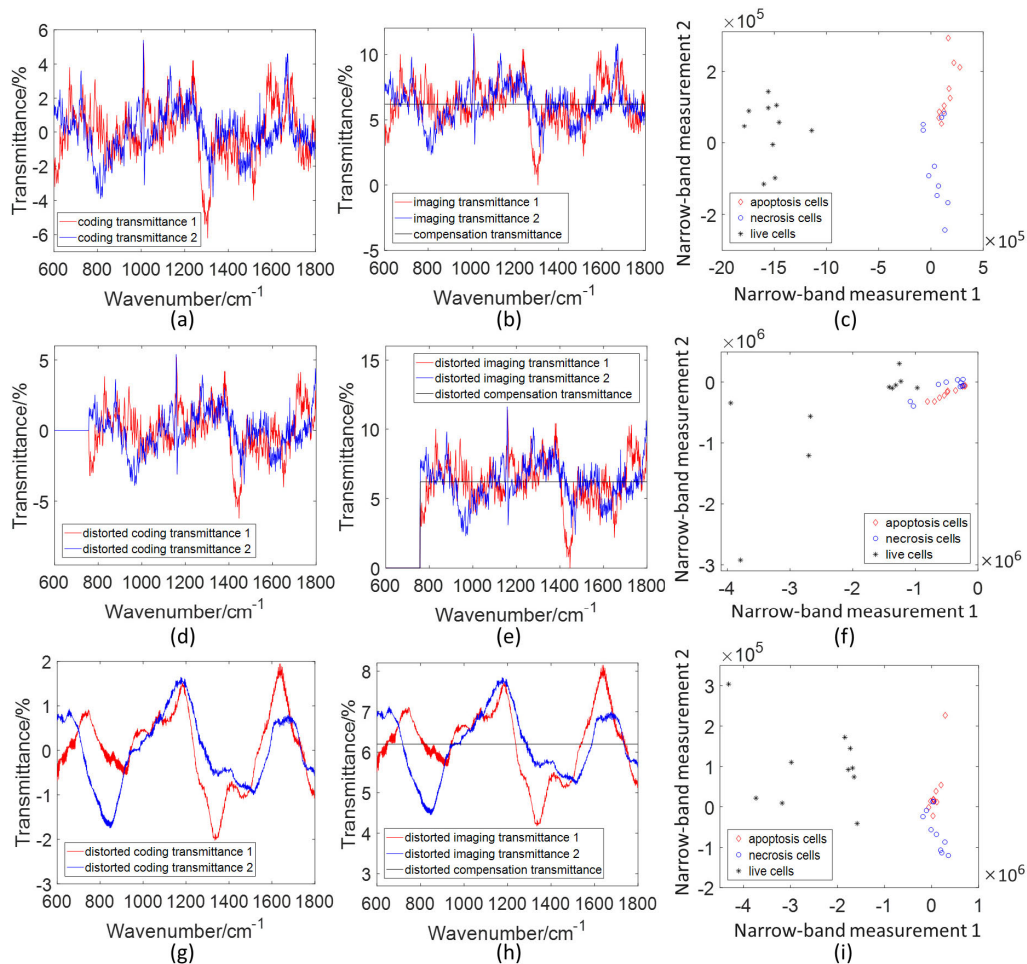 Transmittance/%
6
4
2
0
-2
-4
-6
coding transmittance 1
coding transmittance 2
600 800 1000 1200 1400 1600 1800
Wavenumber/cm-1
(a)
Transmittance/%
10
5
0
-5
imaging transmittance 1
imaging transmittance 2
compensation transmittance
600 800 1000 1200 1400 1600 1800
Wavenumber/cm-1
(b)
× 10^5
Narrow-band measurement 2
2
0
-2
apoptosis cells
necrosis cells
live cells
× 10^5
-20 -15 -10 -5 0 5
Narrow-band measurement 1
(c)
Transmittance/%
5
0
-5
distorted coding transmittance 1
distorted coding transmittance 2
600 800 1000 1200 1400 1600 1800
Wavenumber/cm-1
(d)
Transmittance/%
15
10
5
0
distorted imaging transmittance 1
distorted imaging transmittance 2
distorted compensation transmittance
600 800 1000 1200 1400 1600 1800
Wavenumber/cm-1
(e)
× 10^6
Narrow-band measurement 2
0
-1
-2
-3
apoptosis cells
necrosis cells
live cells
× 10^6
-4 -3 -2 -1 0
Narrow-band measurement 1
(f)
Transmittance/%
2
1
0
-1
-2
-3
distorted coding transmittance 1
distorted coding transmittance 2
600 800 1000 1200 1400 1600 1800
Wavenumber/cm-1
(g)
Transmittance/%
8
7
6
5
4
3
distorted imaging transmittance 1
distorted imaging transmittance 2
distorted compensation transmittance
600 800 1000 1200 1400 1600 1800
Wavenumber/cm-1
(h)
× 10^5
Narrow-band measurement 2
3
2
1
0
-1
-2
apoptosis cells
necrosis cells
live cells
× 10^6
-4 -3 -2 -1 0 1
Narrow-band measurement 1
(i)